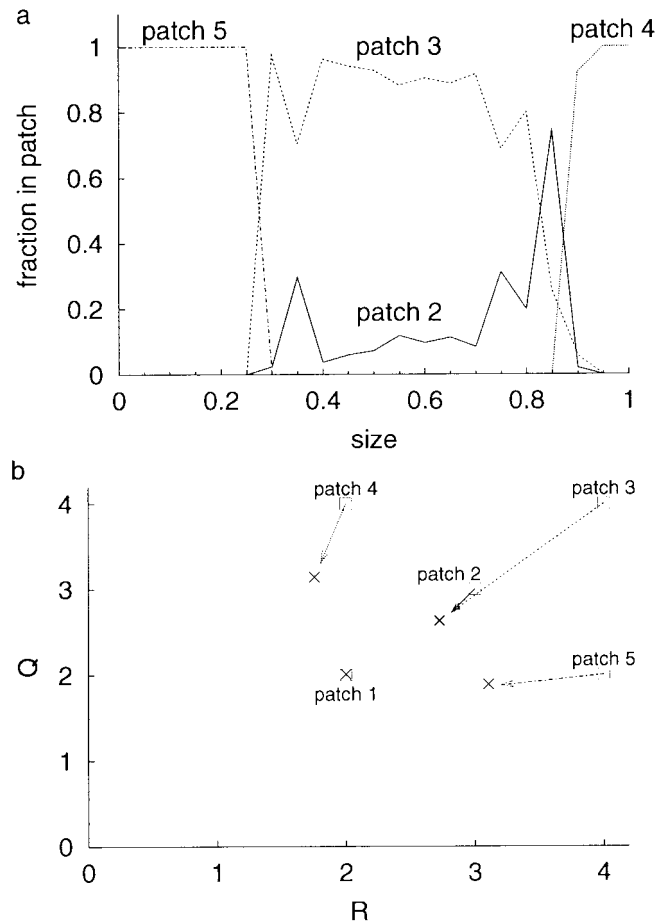 a
patch 5
patch 3
patch 4
1
0.8
0.6
0.4
0.2
0
fraction in patch
patch 2
0 0.2 0.4 0.6 0.8 1
size
b
4
3
2
1
0
Q
patch 4
patch 3
patch 2
patch 5
patch 1
0 1 2 3 4
R